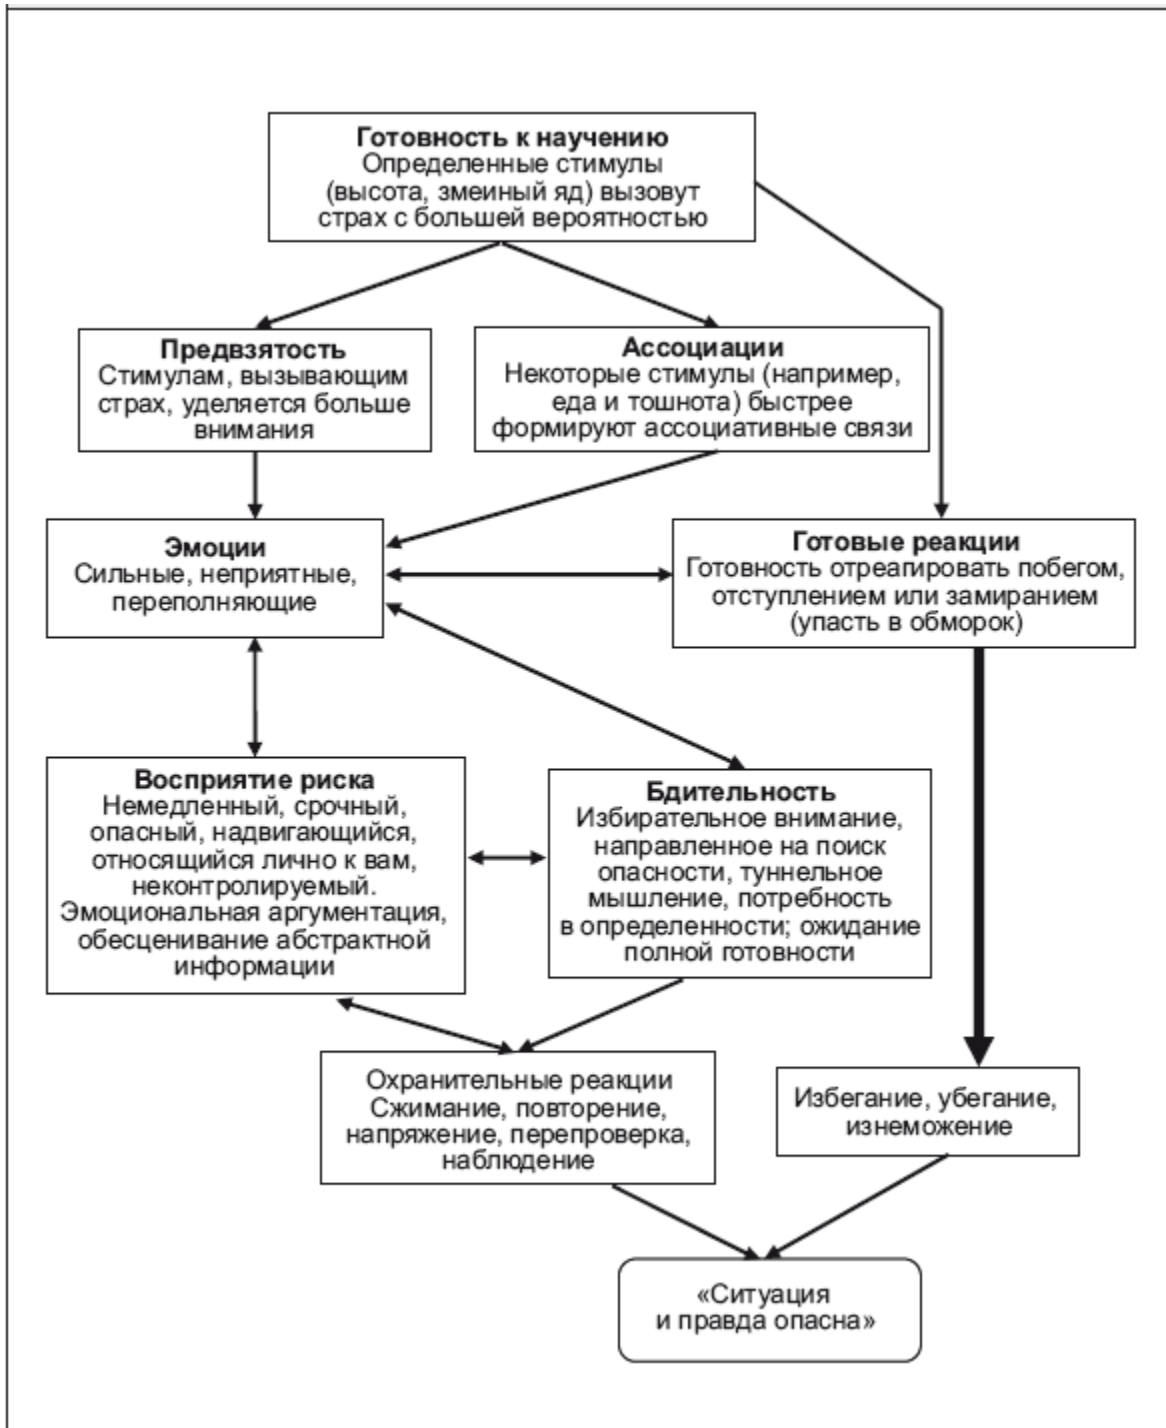 Готовность к научению
Определенные стимулы
(высота, змеиный яд) вызовут
страх с большей вероятностью
Предвзятость
Стимулам, вызывающим
страх, уделяется больше
внимания
Ассоциации
Некоторые стимулы (например,
еда и тошнота) быстрее
формируют ассоциативные связи
Эмоции
Сильные, неприятные,
переполняющие
Готовые реакции
Готовность отреагировать побегом,
отступлением или замиранием
(упасть в обморок)
Восприятие риска
Немедленный, срочный,
опасный, надвигающийся,
относящийся лично к вам,
неконтролируемый.
Эмоциональная аргументация,
обесценивание абстрактной
информации
Бдительность
Избирательное внимание,
направленное на поиск
опасности, туннельное
мышление, потребность
в определенности; ожидание
полной готовности
Охранительные реакции
Сжимание, повторение,
напряжение, перепроверка,
наблюдение
Избегание, убегание,
изнеможение
«Ситуация
и правда опасна»